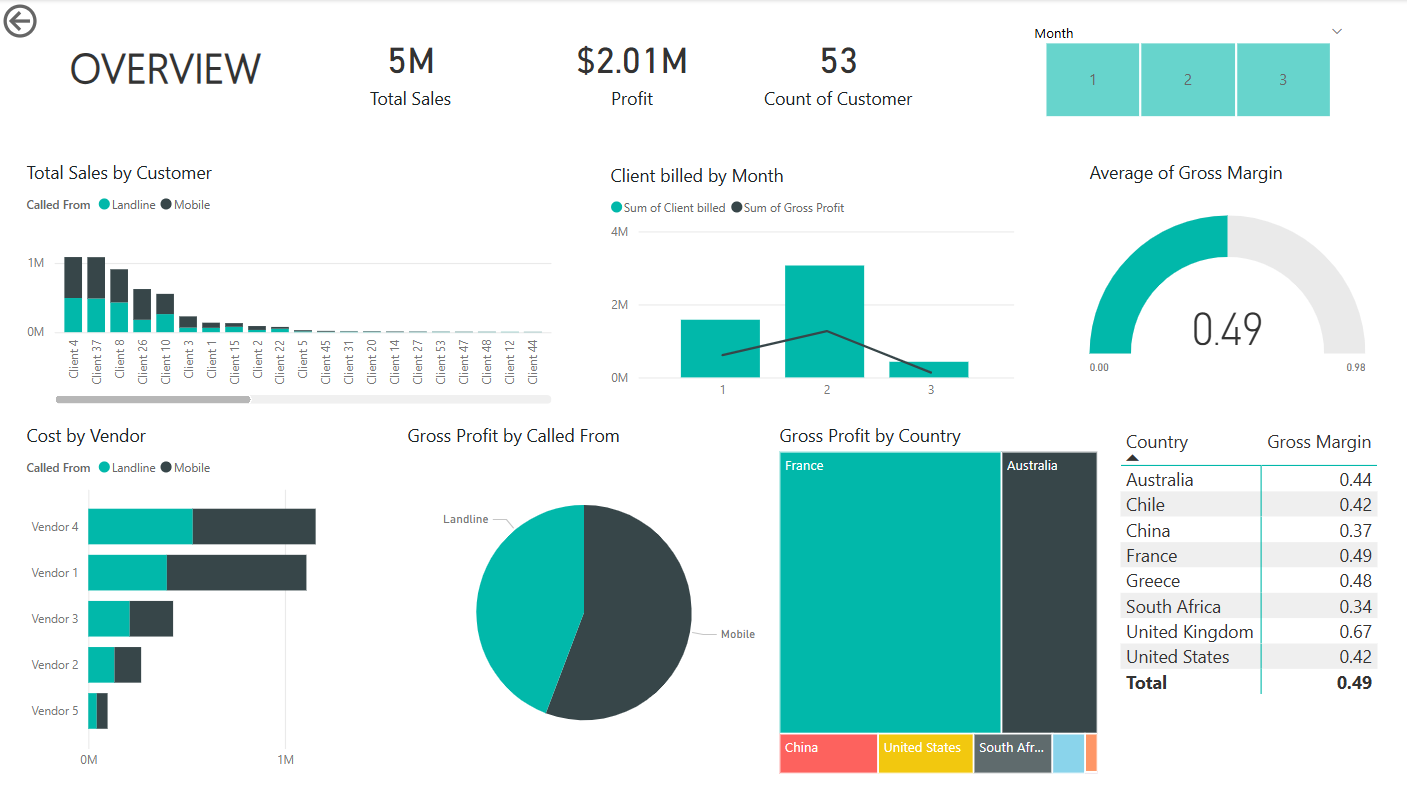 OVERVIEW
5M
Total Sales
$2.01M
Profit
53
Count of Customer
Month
1
2
3
Total Sales by Customer
Called From Landline Mobile
1M
0M
Client 4
Client 37
Client 8
Client 26
Client 10
Client 3
Client 1
Client 15
Client 2
Client 22
Client 5
Client 45
Client 31
Client 20
Client 14
Client 27
Client 53
Client 47
Client 48
Client 12
Client 44
Client billed by Month
Sum of Client billed Sum of Gross Profit
4M
2M
0M
1
2
3
Average of Gross Margin
0.49
0.00
0.98
Cost by Vendor
Called From Landline Mobile
Vendor 4
Vendor 1
Vendor 3
Vendor 2
Vendor 5
0M
1M
Gross Profit by Called From
Landline
Mobile
Gross Profit by Country
France
Australia
China
United States
South Afr...
Country Gross Margin
Australia 0.44
Chile 0.42
China 0.37
France 0.49
Greece 0.48
South Africa 0.34
United Kingdom 0.67
United States 0.42
Total 0.49